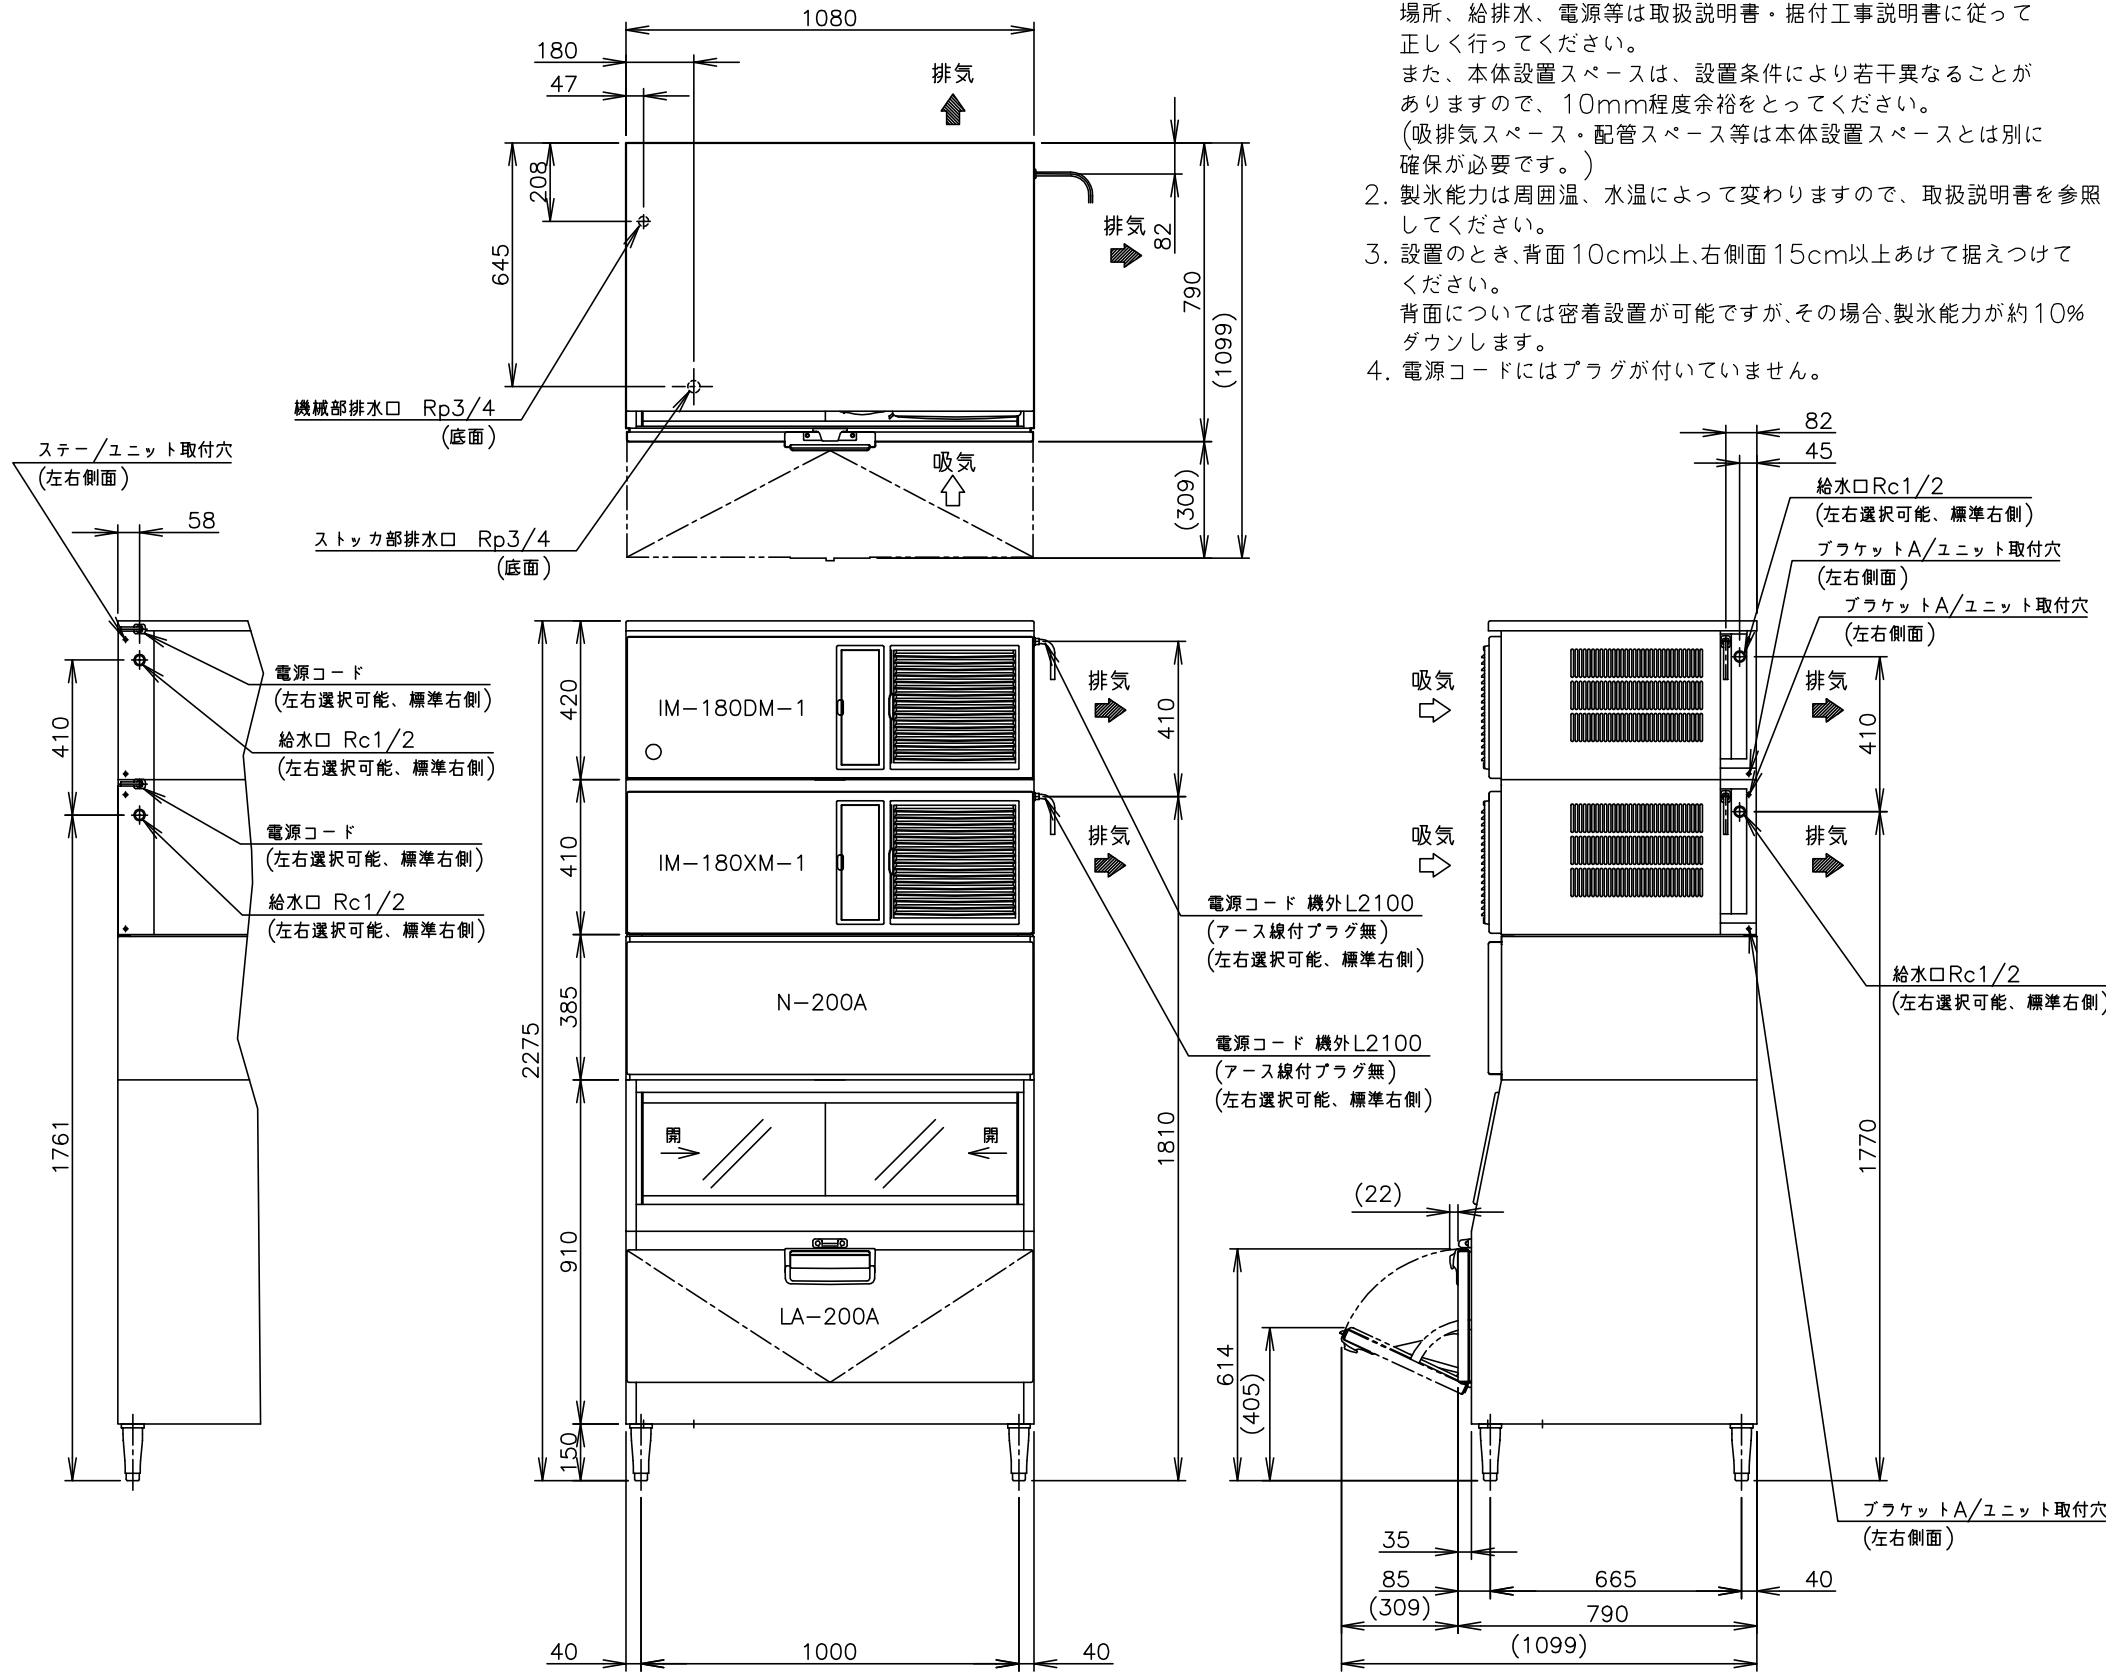 1080
180
47
排気
208
645
82
790
(1099)
排気
機械部排水口 Rp3/4
(底面)
吸気
(309)
ストッカ部排水口 Rp3/4
(底面)
場所、給排水、電源等は取扱説明書・据付工事説明書に従って
正しく行ってください。
また、本体設置スペースは、設置条件により若干異なることが
ありますので、10mm程度余裕をとってください。
(吸排気スペース・配管スペース等は本体設置スペースとは別に
確保が必要です。)
2. 製氷能力は周囲温、水温によって変わりますので、取扱説明書を参照
してください。
3. 設置のとき、背面10cm以上、右側面15cm以上あけて据えつけて
ください。
背面については密着設置が可能ですが、その場合、製氷能力が約10%
ダウンします。
4. 電源コードにはプラグが付いていません。
ステー/ユニット取付穴
(左右側面)
58
電源コード
(左右選択可能、標準右側)
410
給水口 Rc1/2
(左右選択可能、標準右側)
電源コード
(左右選択可能、標準右側)
給水口 Rc1/2
(左右選択可能、標準右側)
1761
2275
420
IM-180DM-1
排気
410
410
IM-180XM-1
排気
385
N-200A
電源コード 機外L2100
(アース線付プラグ無)
(左右選択可能、標準右側)
電源コード 機外L2100
(アース線付プラグ無)
(左右選択可能、標準右側)
910
開
開
1810
LA-200A
150
40
1000
40
82
45
給水口Rc1/2
(左右選択可能、標準右側)
ブラケットA/ユニット取付穴
(左右側面)
ブラケットA/ユニット取付穴
(左右側面)
吸気
排気
410
吸気
排気
給水口Rc1/2
(左右選択可能、標準右側)
1770
(22)
614
(405)
ブラケットA/ユニット取付穴
(左右側面)
35
85
665
40
(309)
790
(1099)